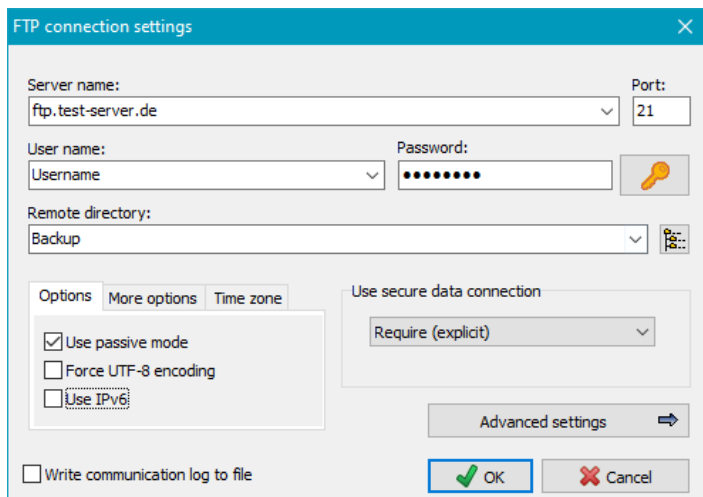 FTP connection settings
Server name:
Port:
ftp.test-server.de
21
User name:
Password:
Username
••••••••
Remote directory:
Backup
Options
More options
Time zone
Use secure data connection
Use passive mode
Require (explicit)
Force UTF-8 encoding
Use IPv6
Advanced settings
Write communication log to file
OK
Cancel